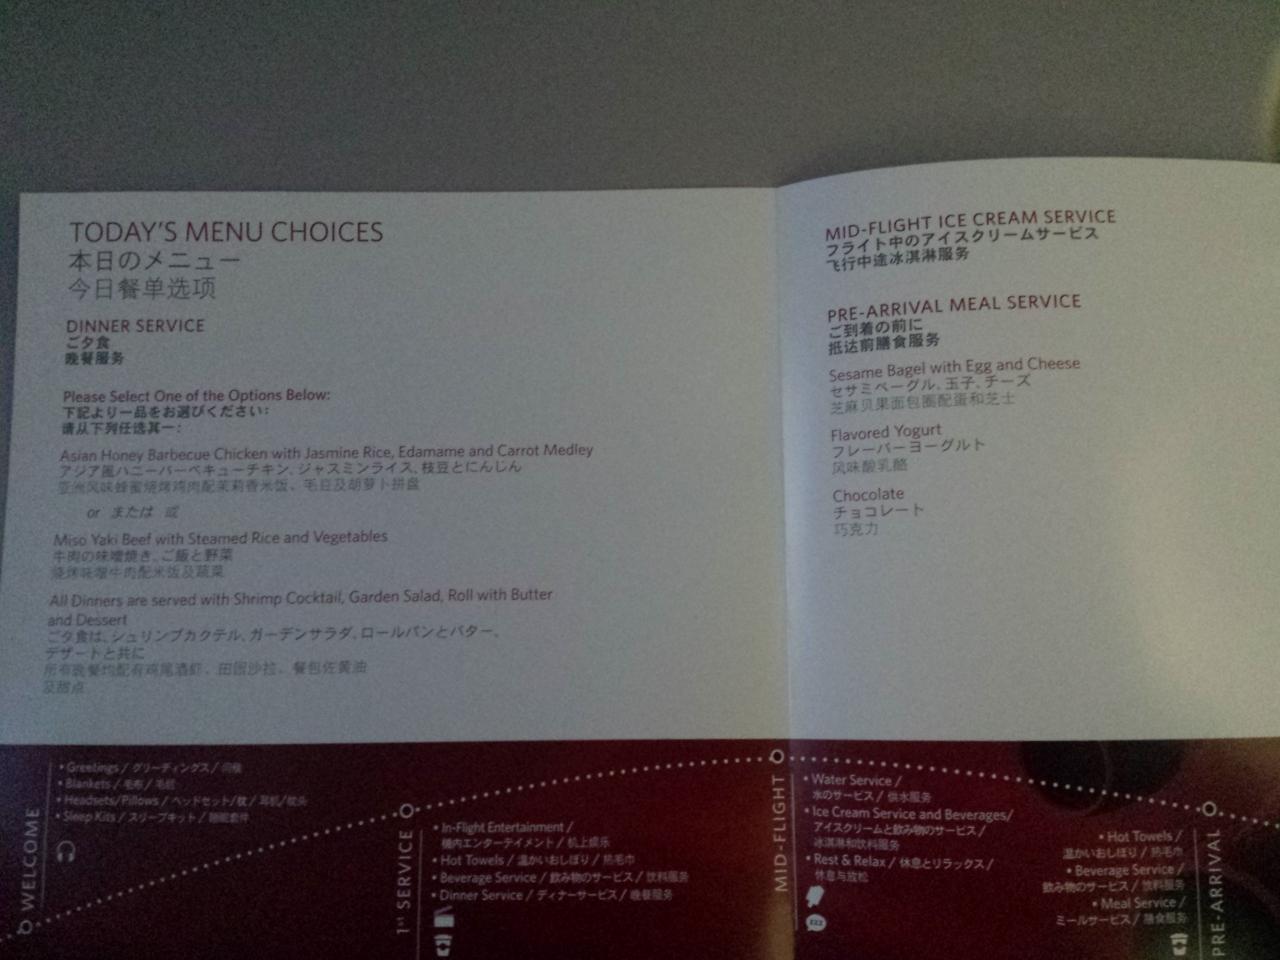 TODAY'S MENU CHOICES
本日のメニュー
今日餐单选项
DINNER SERVICE
ご夕食
晚餐服务
Please Select One of the Options Below:
下記より一品をお選びください：
请从下列任选其一：
Asian Honey Barbecue Chicken with Jasmine Rice, Edamame and Carrot Medley
アジア風ハニーバーベキューチキン、ジャスミンライス、枝豆とにんじん
亚洲风味蜂蜜烧烤鸡肉配茉莉香米饭、毛豆及胡萝卜拼盘
or または 或
Miso Yaki Beef with Steamed Rice and Vegetables
牛肉の味噌焼き、ご飯と野菜
烧烤味噌牛肉配米饭及蔬菜
All Dinners are served with Shrimp Cocktail, Garden Salad, Roll with Butter
and Dessert
ご夕食は、シュリンプカクテル、ガーデンサラダ、ロールパンとバター、
デザートと共に
所有晚餐均配有鸡尾酒虾、田园沙拉、餐包佐黄油
及甜点
MID-FLIGHT ICE CREAM SERVICE
フライト中のアイスクリームサービス
飞行中途冰淇淋服务
PRE-ARRIVAL MEAL SERVICE
ご到着の前に
抵达前膳食服务
Sesame Bagel with Egg and Cheese
セサミベーグル、玉子、チーズ
芝麻贝果面包圈配蛋和芝士
Flavored Yogurt
フレーバーヨーグルト
风味酸乳酪
Chocolate
チョコレート
巧克力
WELCOME
• Greetings / グリーティングス / 问候
• Blankets / 毛布 / 毛毯
• Headsets/Pillows / ヘッドセット/枕 / 耳机/枕头
• Sleep Kits / スリープキット / 睡眠套件
1ST SERVICE
• In-Flight Entertainment /
機内エンターテイメント / 机上娱乐
• Hot Towels / 温かいおしぼり / 热毛巾
• Beverage Service / 飲み物のサービス / 饮料服务
• Dinner Service / ディナーサービス / 晚餐服务
MID-FLIGHT
• Water Service /
水のサービス / 供水服务
• Ice Cream Service and Beverages/
アイスクリームと飲み物のサービス /
冰淇淋和饮料服务
• Rest & Relax / 休息とリラックス /
休息与放松
zzz
PRE-ARRIVAL
• Hot Towels /
温かいおしぼり / 热毛巾
• Beverage Service /
飲み物のサービス / 饮料服务
• Meal Service /
ミールサービス / 膳食服务